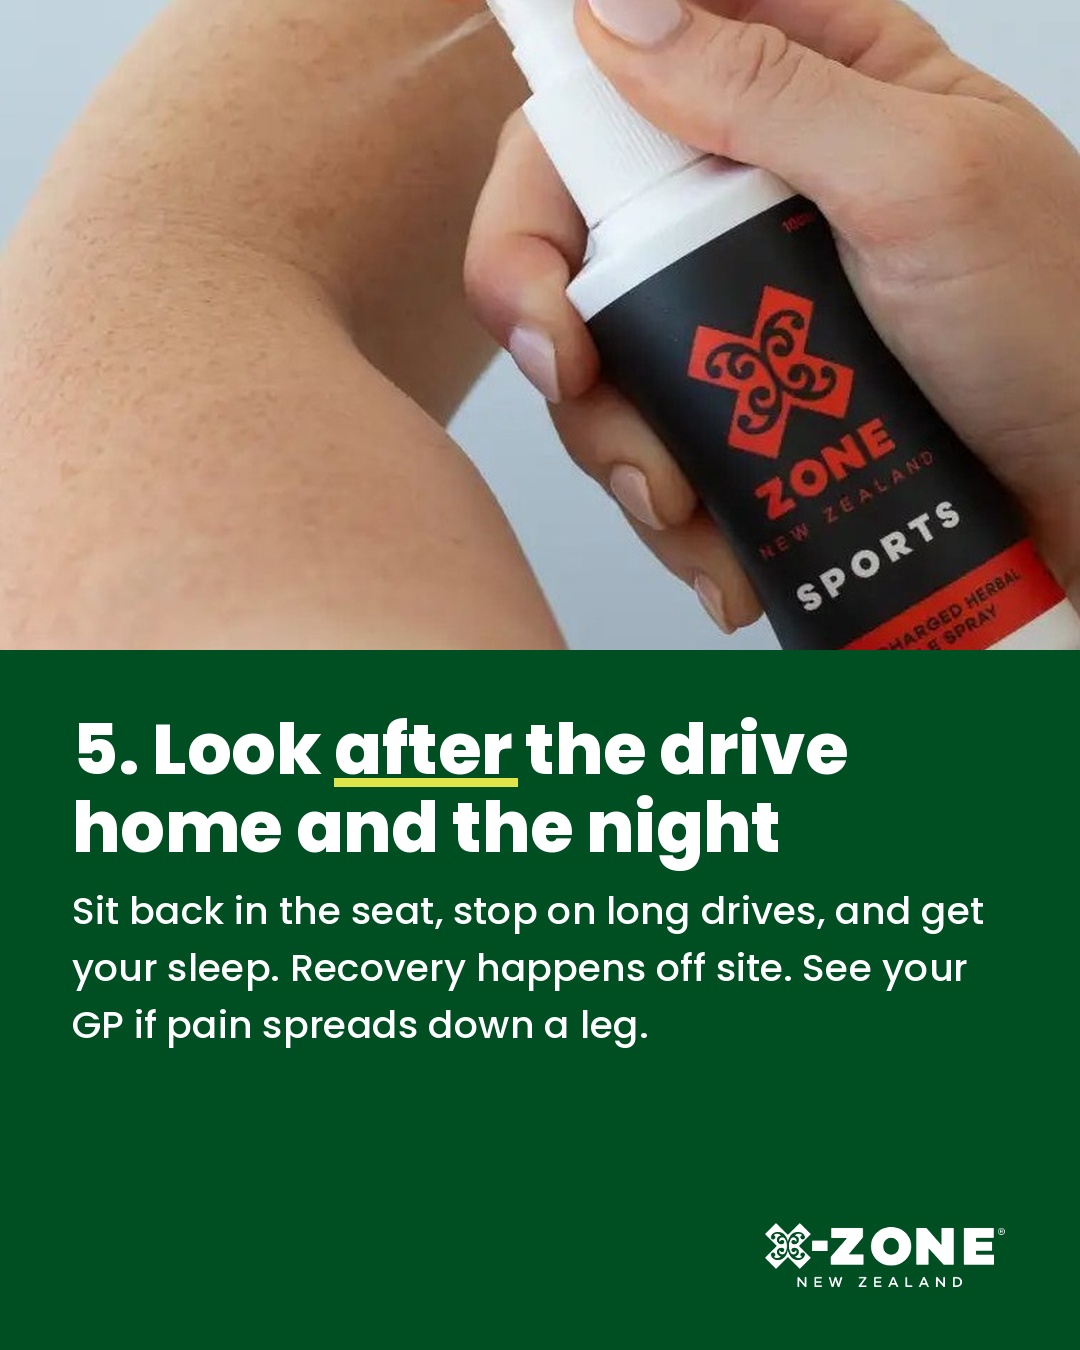 ZONE
NEW ZEALAND
SPORTS
HERBAL
SPRAY
5. Look after the drive
home and the night
Sit back in the seat, stop on long drives, and get
your sleep. Recovery happens off site. See your
GP if pain spreads down a leg.
X-ZONE®
NEW ZEALAND